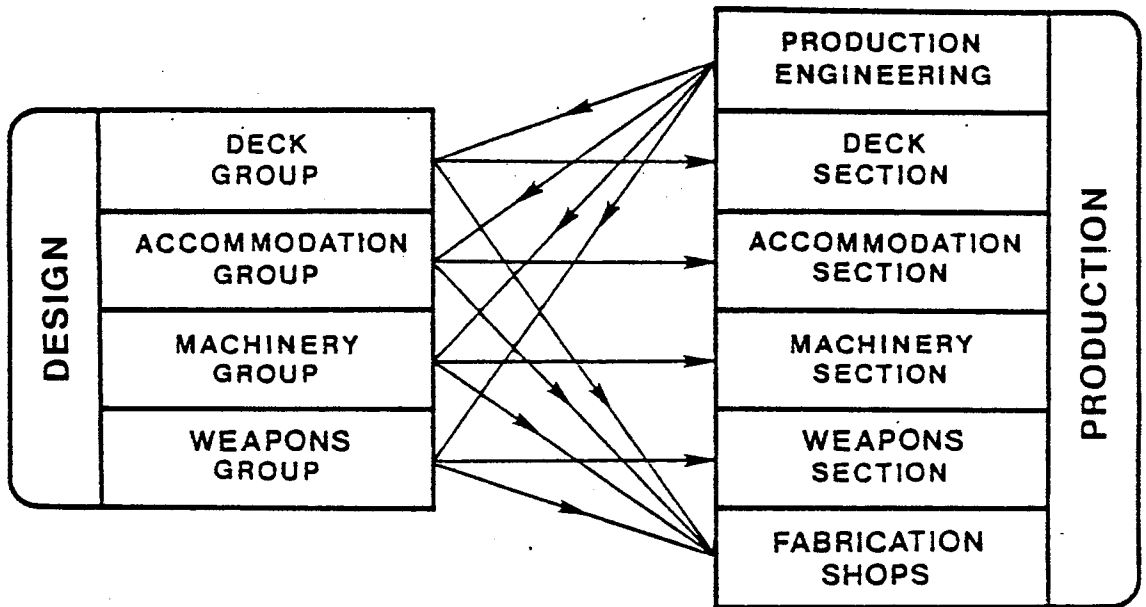 DESIGN
DECK
GROUP
ACCOMMODATION
GROUP
MACHINERY
GROUP
WEAPONS
GROUP
PRODUCTION
ENGINEERING
DECK
SECTION
ACCOMMODATION
SECTION
MACHINERY
SECTION
WEAPONS
SECTION
FABRICATION
SHOPS
PRODUCTION